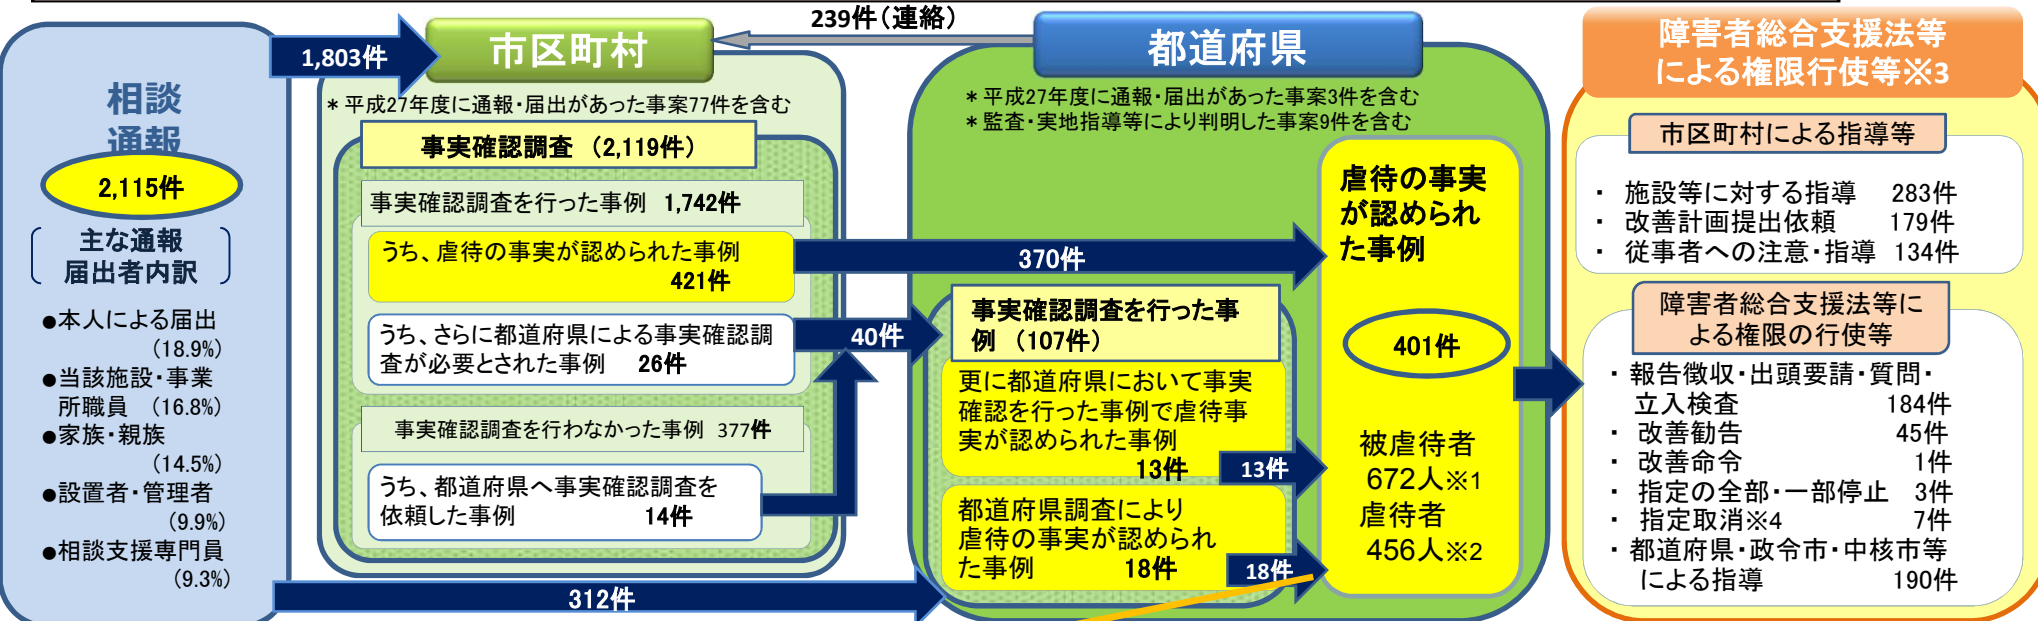 239件（連絡）
1,803件
市区町村
都道府県
障害者総合支援法等
による権限行使等※3
相談
通報
2,115件
主な通報
届出者内訳
●本人による届出
(18.9%)
●当該施設・事業
所職員 (16.8%)
●家族・親族
(14.5%)
●設置者・管理者
(9.9%)
●相談支援専門員
(9.3%)
＊平成27年度に通報・届出があった事案77件を含む
事実確認調査 （2,119件）
事実確認調査を行った事例 1,742件
うち、虐待の事実が認められた事例
421件
うち、さらに都道府県による事実確認調
査が必要とされた事例 26件
事実確認調査を行わなかった事例 377件
うち、都道府県へ事実確認調査を
依頼した事例 14件
312件
370件
40件
＊平成27年度に通報・届出があった事案3件を含む
＊監査・実地指導等により判明した事案9件を含む
事実確認調査を行った事
例 （107件）
更に都道府県において事実
確認を行った事例で虐待事
実が認められた事例
13件
13件
都道府県調査により
虐待の事実が認められ
た事例 18件
18件
虐待の事実
が認められ
た事例
401件
被虐待者
672人※1
虐待者
456人※2
市区町村による指導等
・ 施設等に対する指導 283件
・ 改善計画提出依頼 179件
・ 従事者への注意・指導 134件
障害者総合支援法等に
よる権限の行使等
・ 報告徴収・出頭要請・質問・
立入検査 184件
・ 改善勧告 45件
・ 改善命令 1件
・ 指定の全部・一部停止 3件
・ 指定取消※4 7件
・ 都道府県・政令市・中核市等
による指導 190件